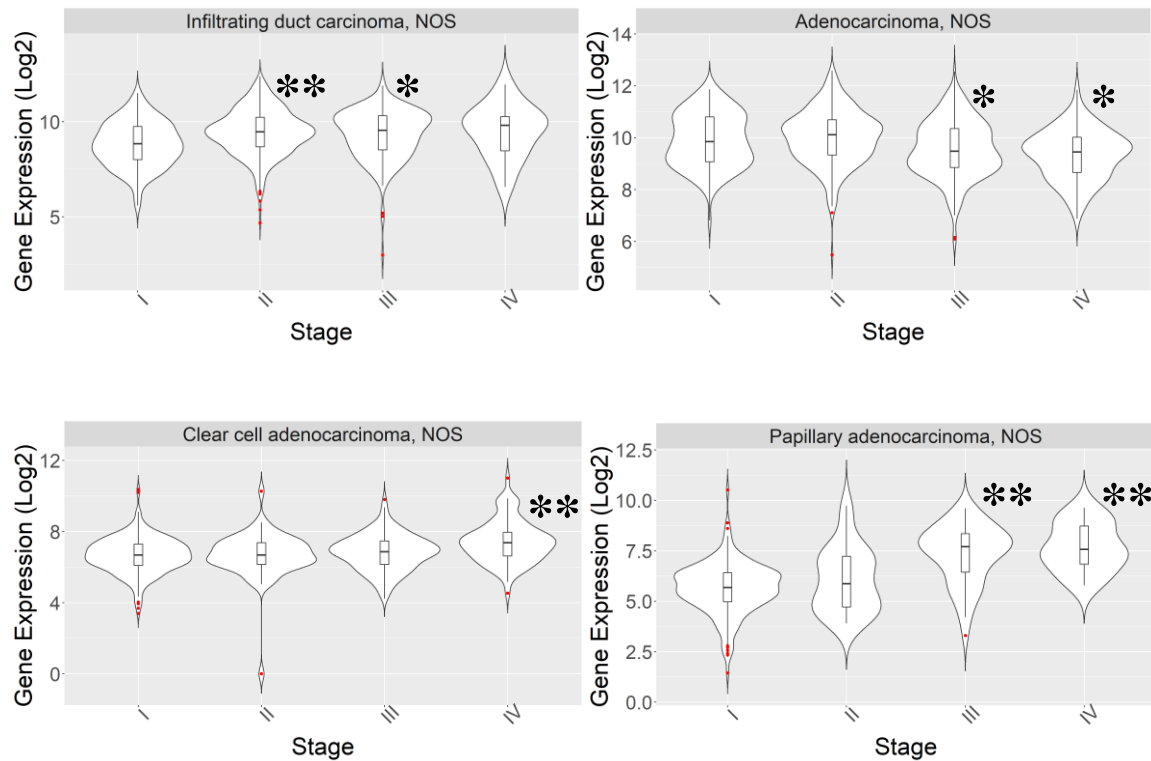 Infiltrating duct carcinoma, NOS
Gene Expression (Log2)
10
5
**
*
I
II
III
IV
Stage
Adenocarcinoma, NOS
Gene Expression (Log2)
14
12
10
8
6
*
*
I
II
III
IV
Stage
Clear cell adenocarcinoma, NOS
Gene Expression (Log2)
12
8
4
0
**
I
II
III
IV
Stage
Papillary adenocarcinoma, NOS
Gene Expression (Log2)
12.5
10.0
7.5
5.0
2.5
0.0
**
**
I
II
III
IV
Stage